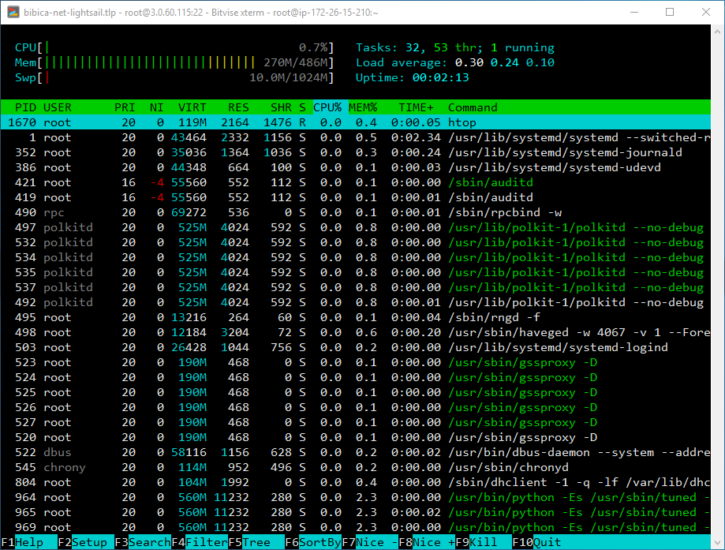 bibica-net-lightsail.tlp - root@3.0.60.115:22 - Bitvise xterm - root@ip-172-26-15-210:~
CPU[| 0.7%] Tasks: 32, 53 thr; 1 running
Mem[|||||||||||||||||||||||||||||||| 270M/486M] Load average: 0.30 0.24 0.10
Swp[| 10.0M/1024M] Uptime: 00:02:13
PID USER PRI NI VIRT RES SHR S CPU% MEM% TIME+ Command
1670 root 20 0 119M 2164 1476 R 0.0 0.4 0:00.05 htop
1 root 20 0 43464 2332 1156 S 0.0 0.5 0:02.34 /usr/lib/systemd/systemd --switched-r
352 root 20 0 35036 1364 1036 S 0.0 0.3 0:00.24 /usr/lib/systemd/systemd-journald
386 root 20 0 44348 664 100 S 0.0 0.1 0:00.03 /usr/lib/systemd/systemd-udevd
421 root 16 -4 55560 552 112 S 0.0 0.1 0:00.00 /sbin/auditd
419 root 16 -4 55560 552 112 S 0.0 0.1 0:00.01 /sbin/auditd
490 rpc 20 0 69272 536 0 S 0.0 0.1 0:00.01 /sbin/rpcbind -w
497 polkitd 20 0 525M 4024 592 S 0.0 0.8 0:00.00 /usr/lib/polkit-1/polkitd --no-debug
532 polkitd 20 0 525M 4024 592 S 0.0 0.8 0:00.00 /usr/lib/polkit-1/polkitd --no-debug
534 polkitd 20 0 525M 4024 592 S 0.0 0.8 0:00.00 /usr/lib/polkit-1/polkitd --no-debug
535 polkitd 20 0 525M 4024 592 S 0.0 0.8 0:00.00 /usr/lib/polkit-1/polkitd --no-debug
537 polkitd 20 0 525M 4024 592 S 0.0 0.8 0:00.00 /usr/lib/polkit-1/polkitd --no-debug
492 polkitd 20 0 525M 4024 592 S 0.0 0.8 0:00.01 /usr/lib/polkit-1/polkitd --no-debug
495 root 20 0 13216 264 60 S 0.0 0.1 0:00.04 /sbin/rngd -f
498 root 20 0 12184 3204 72 S 0.0 0.6 0:00.20 /usr/sbin/haveged -w 4067 -v 1 --Fore
503 root 20 0 26428 1044 756 S 0.0 0.2 0:00.00 /usr/lib/systemd/systemd-logind
523 root 20 0 190M 468 0 S 0.0 0.1 0:00.00 /usr/sbin/gssproxy -D
524 root 20 0 190M 468 0 S 0.0 0.1 0:00.00 /usr/sbin/gssproxy -D
525 root 20 0 190M 468 0 S 0.0 0.1 0:00.00 /usr/sbin/gssproxy -D
526 root 20 0 190M 468 0 S 0.0 0.1 0:00.00 /usr/sbin/gssproxy -D
527 root 20 0 190M 468 0 S 0.0 0.1 0:00.00 /usr/sbin/gssproxy -D
520 root 20 0 190M 468 0 S 0.0 0.1 0:00.00 /usr/sbin/gssproxy -D
522 dbus 20 0 58116 1156 628 S 0.0 0.2 0:00.02 /usr/bin/dbus-daemon --system --addre
545 chrony 20 0 114M 952 496 S 0.0 0.2 0:00.00 /usr/sbin/chronyd
804 root 20 0 104M 1992 0 S 0.0 0.4 0:00.00 /sbin/dhclient -1 -q -lf /var/lib/dhc
964 root 20 0 560M 11232 280 S 0.0 2.3 0:00.00 /usr/bin/python -Es /usr/sbin/tuned -
965 root 20 0 560M 11232 280 S 0.0 2.3 0:00.02 /usr/bin/python -Es /usr/sbin/tuned -
969 root 20 0 560M 11232 280 S 0.0 2.3 0:00.00 /usr/bin/python -Es /usr/sbin/tuned -
F1Help F2Setup F3SearchF4FilterF5Tree F6SortByF7Nice -F8Nice +F9Kill F10Quit